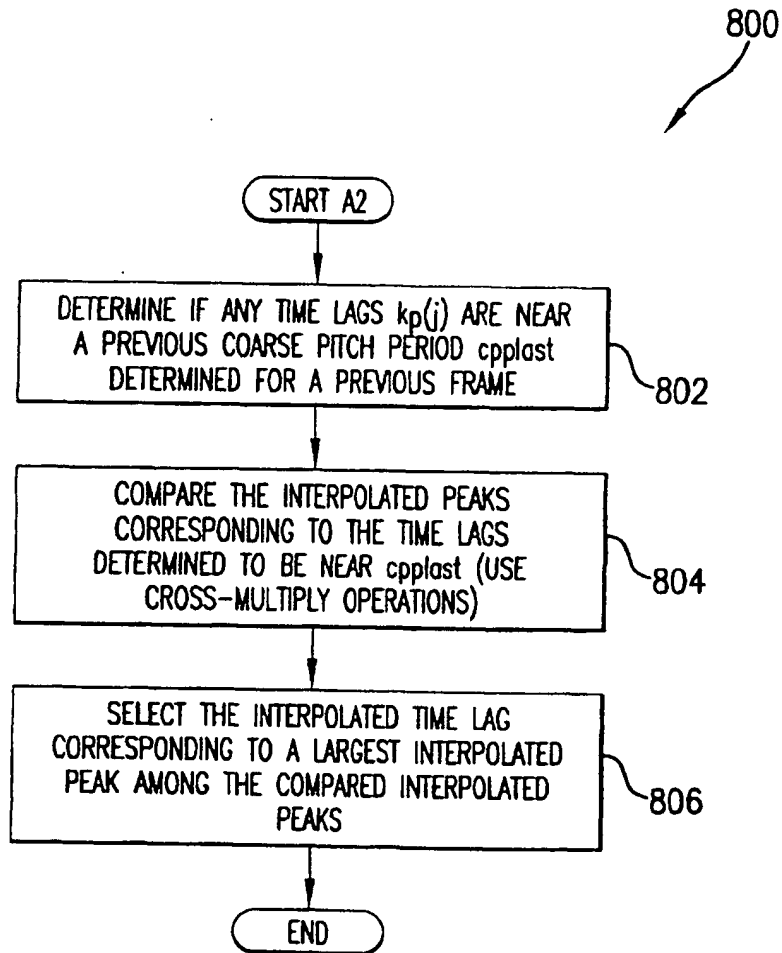 800
START A2
DETERMINE IF ANY TIME LAGS kp(j) ARE NEAR
A PREVIOUS COARSE PITCH PERIOD cpplast
DETERMINED FOR A PREVIOUS FRAME
802
COMPARE THE INTERPOLATED PEAKS
CORRESPONDING TO THE TIME LAGS
DETERMINED TO BE NEAR cpplast (USE
CROSS-MULTIPLY OPERATIONS)
804
SELECT THE INTERPOLATED TIME LAG
CORRESPONDING TO A LARGEST INTERPOLATED
PEAK AMONG THE COMPARED INTERPOLATED
PEAKS
806
END